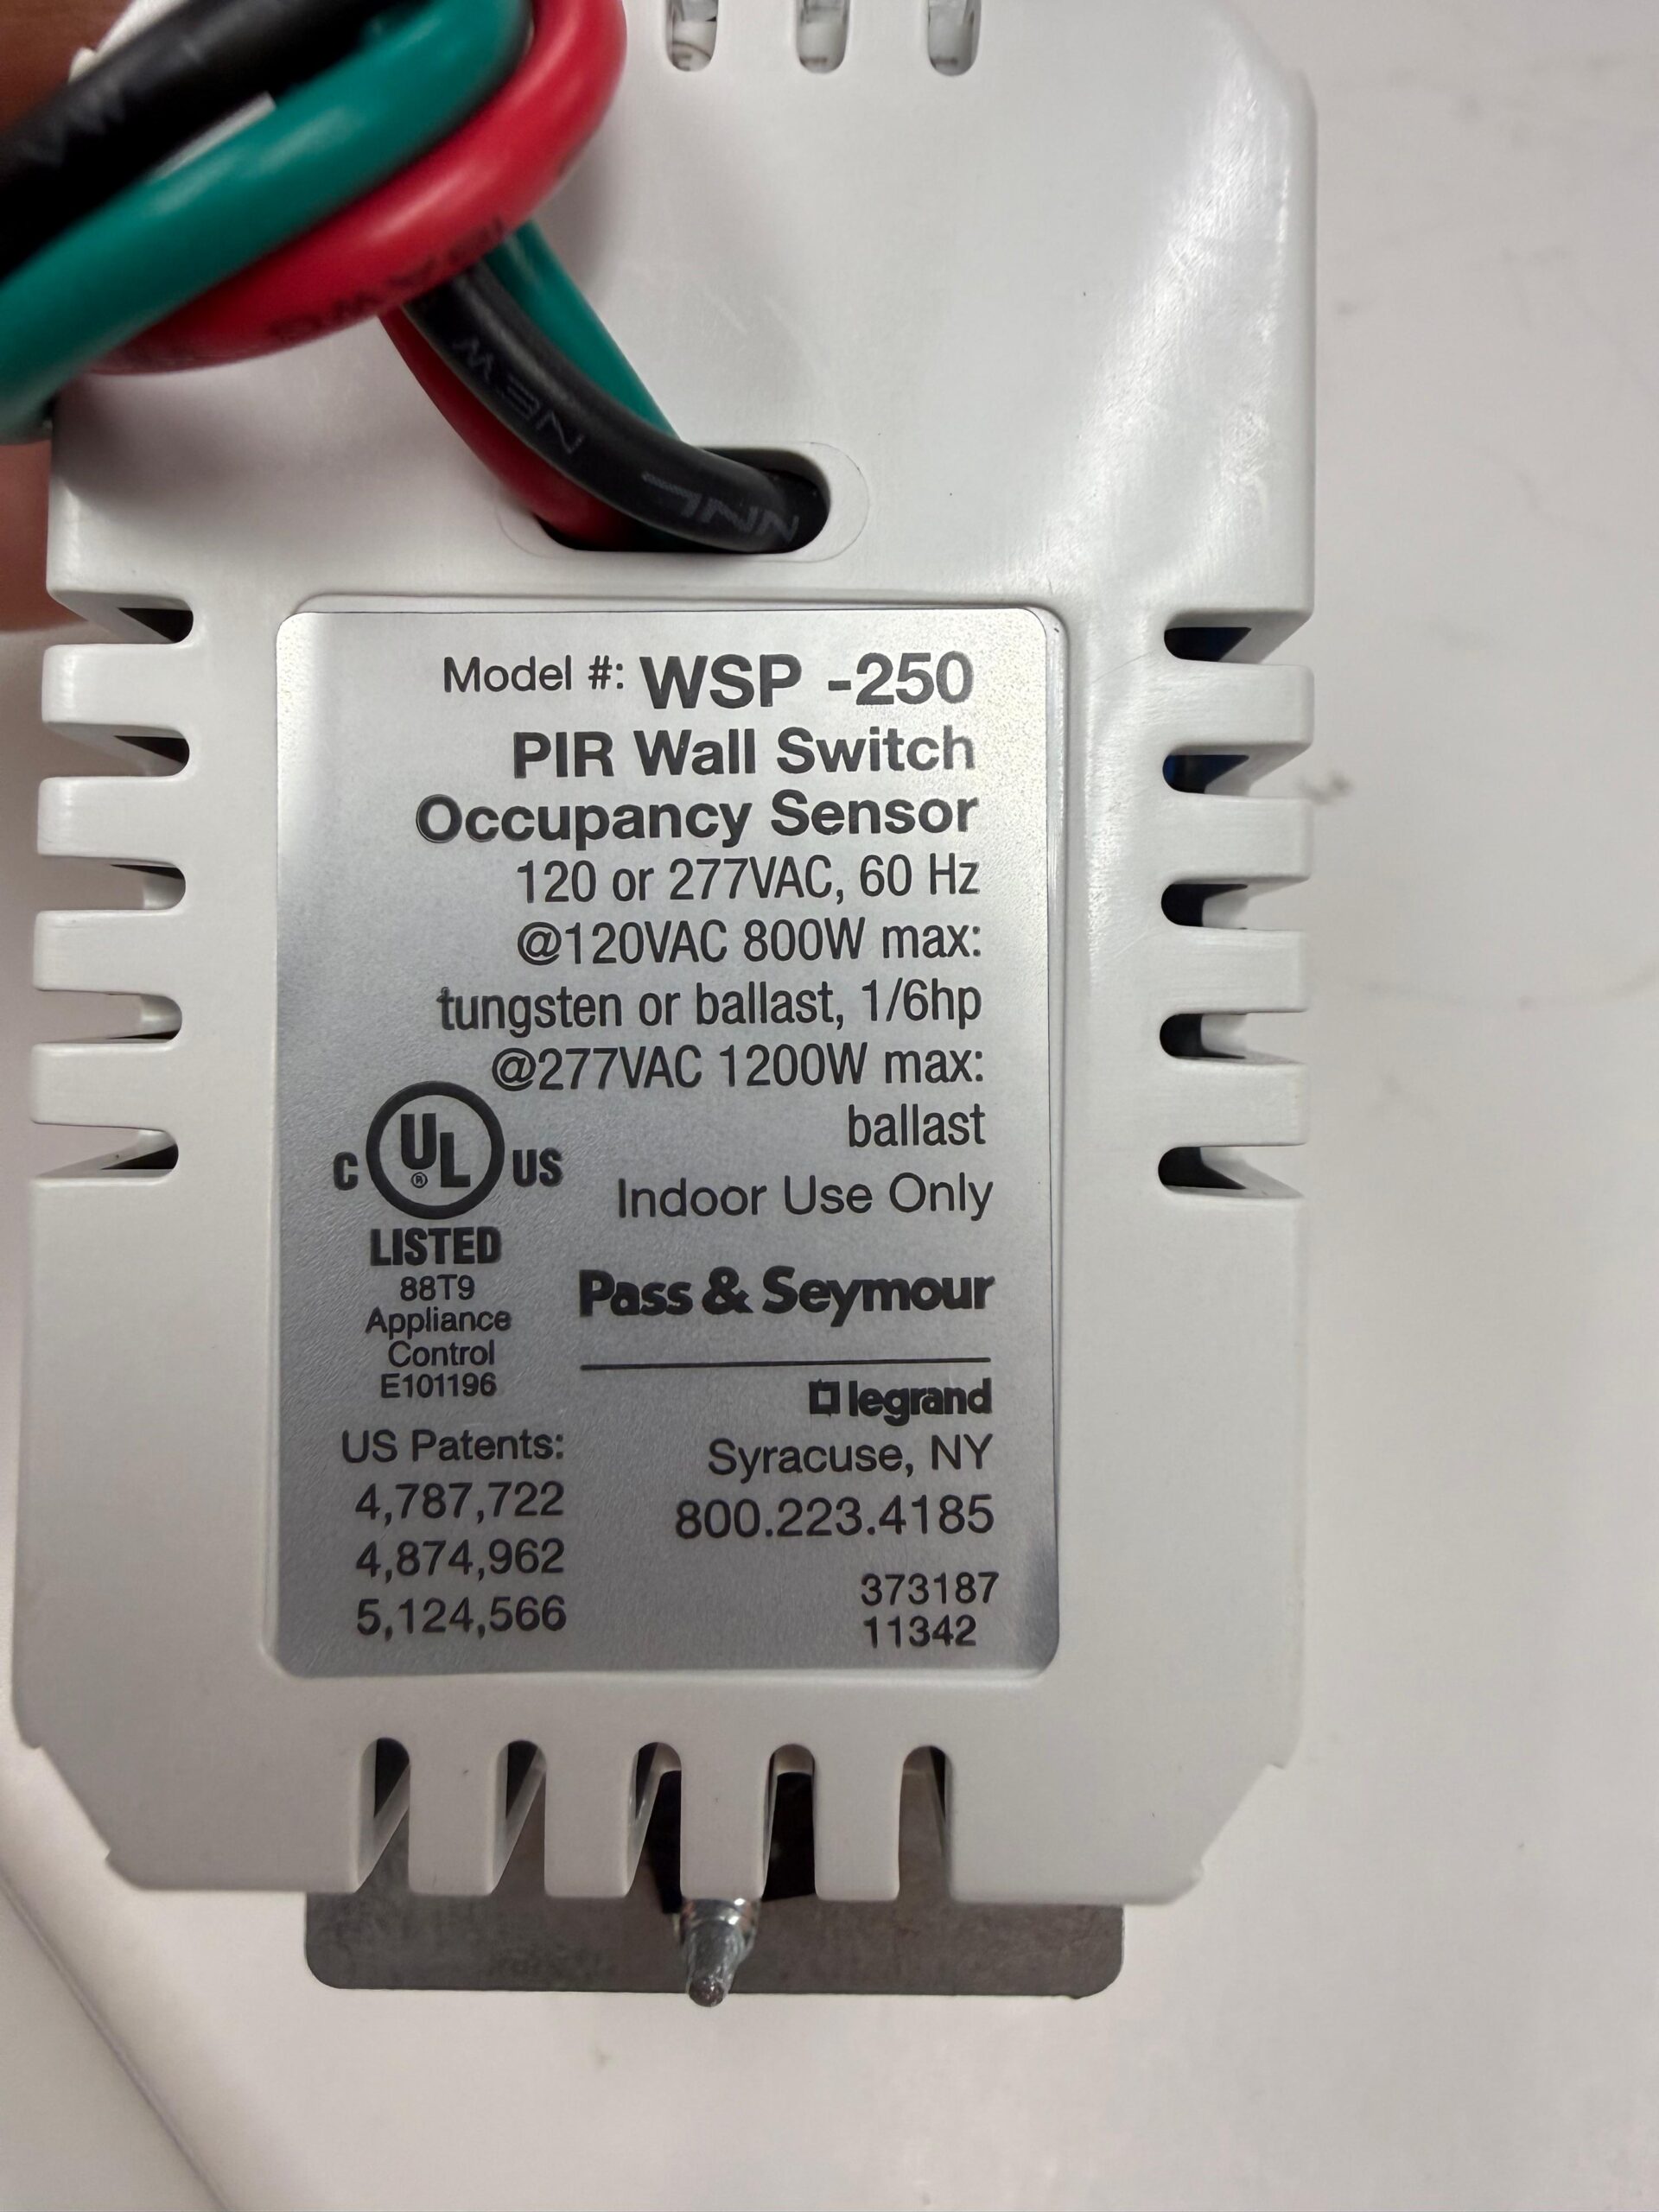 NEW
Model #: WSP -250
PIR Wall Switch
Occupancy Sensor
120 or 277VAC, 60 Hz
@120VAC 800W max:
tungsten or ballast, 1/6hp
@277VAC 1200W max:
ballast
Indoor Use Only
C UL® US
LISTED
88T9
Appliance
Control
E101196
US Patents:
4,787,722
4,874,962
5,124,566
Pass & Seymour
legrand
Syracuse, NY
800.223.4185
373187
11342